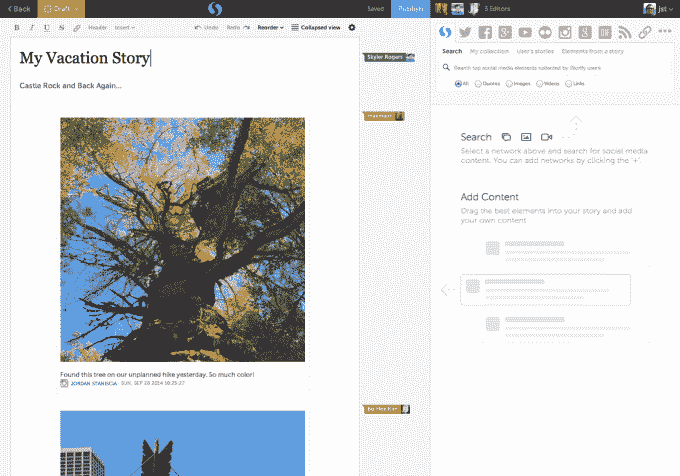 Back
Draft
Saved
Publish
3 Editors
jst
B I U S Header Insert
Undo Redo Reorder Collapsed view
My Vacation Story
Castle Rock and Back Again...
Found this tree on our unplanned hike yesterday. So much color!
JORDAN STANISCIA SUN, SEP 28 2014 10:25:27
Skyler Rogers
Search My collection User's stories Elements from a story
Search top social media elements collected by Storify users
All Quotes Images Videos Links
Search
Select a network above and search for social media
content. You can add networks by clicking the '+'.
Add Content
Drag the best elements into your story and add
your own content